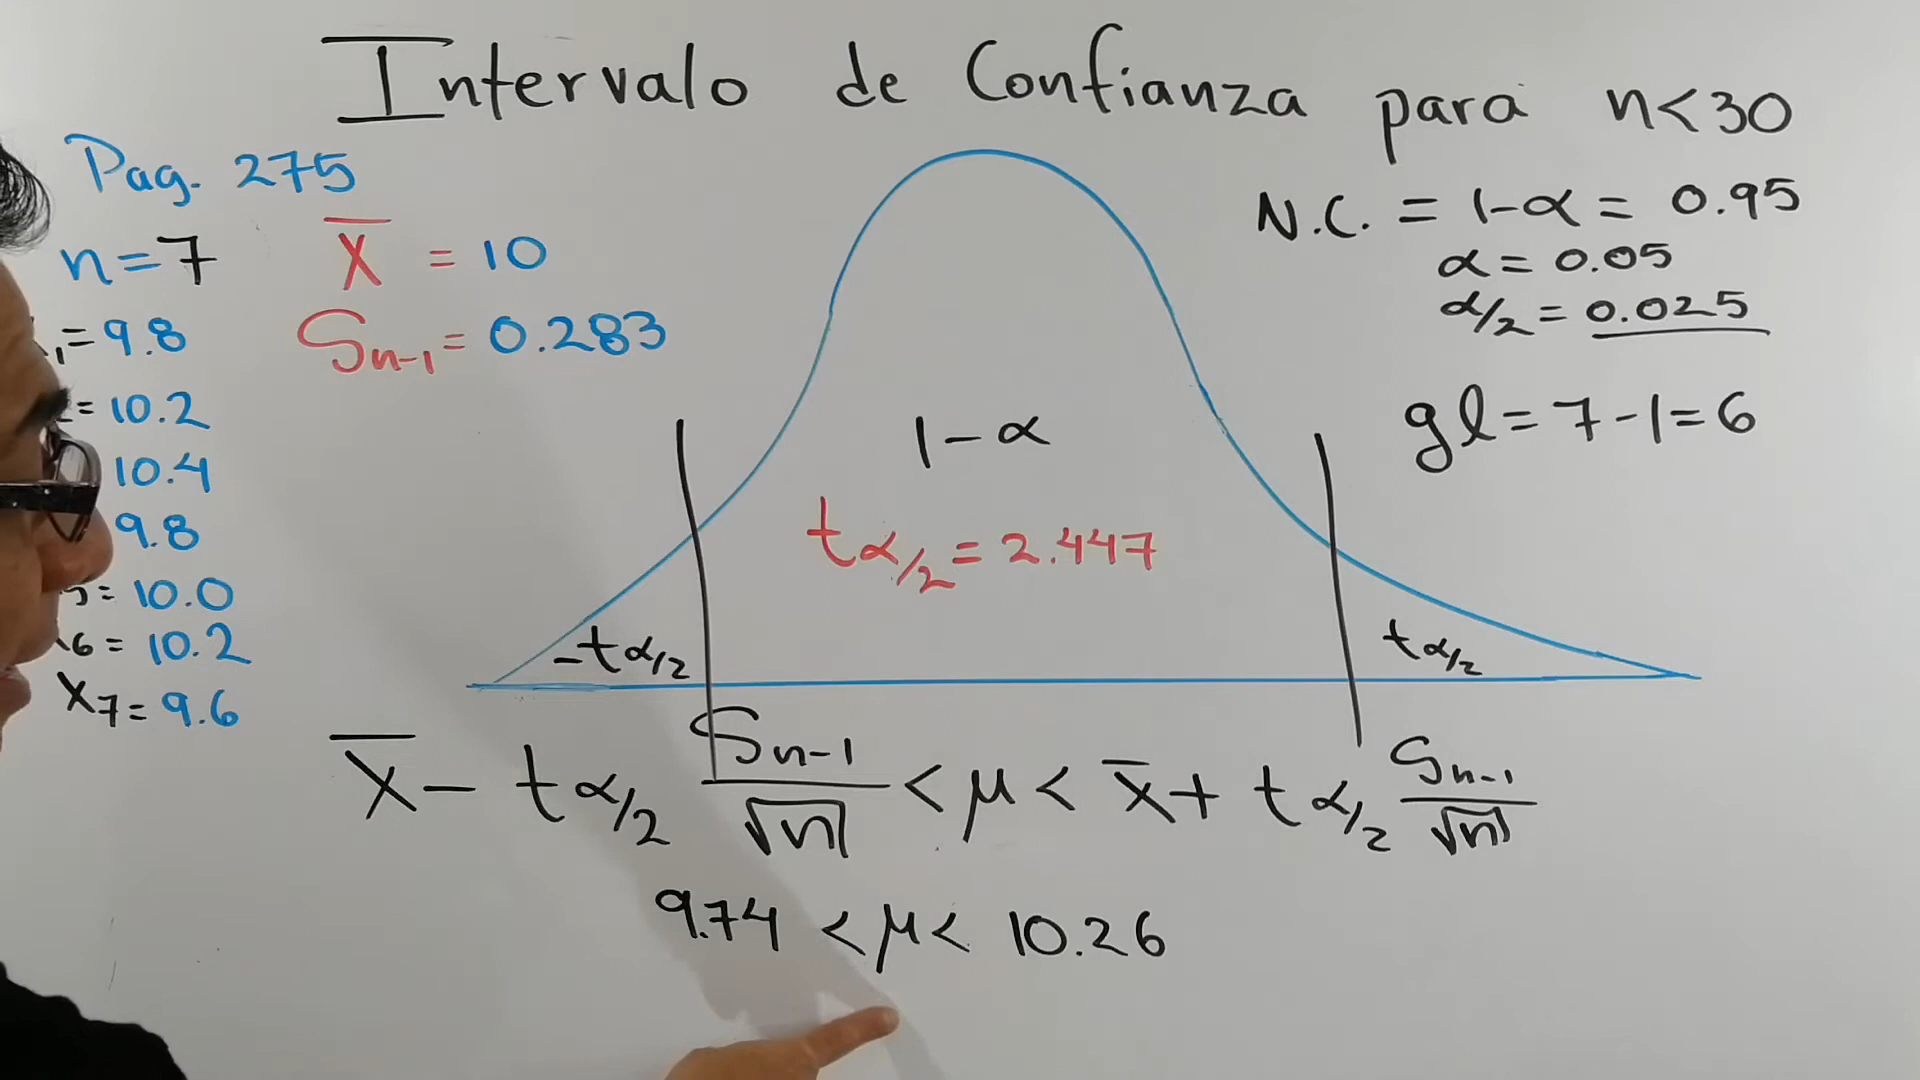 Intervalo de Confianza para n<30
Pag. 275
n=7
x̄ = 10
Sn-1 = 0.283
N.C. = 1-α = 0.95
α = 0.05
α/2 = 0.025
gl = 7-1 = 6
1 = 9.8
= 10.2
10.4
9.8
= 10.0
6 = 10.2
x7 = 9.6
1-α
tα/2 = 2.447
-tα/2
tα/2
x̄ - tα/2 Sn-1/√n < μ < x̄ + tα/2 Sn-1/√n
9.74 < μ < 10.26